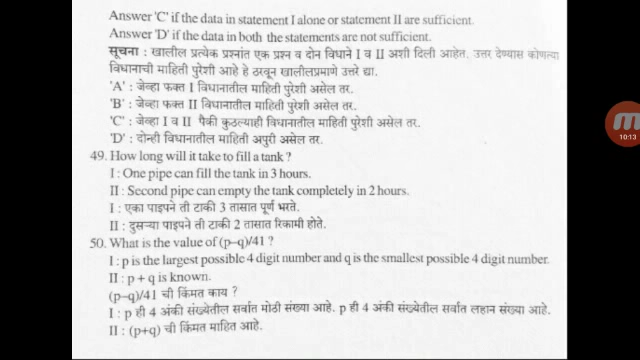 Answer 'C' if the data in statement I alone or statement II are sufficient.
Answer 'D' if the data in both the statements are not sufficient.
सूचना : खालील प्रत्येक प्रश्नांत एक प्रश्न व दोन विधाने I व II अशी दिली आहेत. उत्तर देण्यास कोणत्या
विधानाची माहिती पुरेशी आहे हे ठरवून खालीलप्रमाणे उत्तरे द्या.
'A' : जेव्हा फक्त I विधानातील माहिती पुरेशी असेल तर.
'B' : जेव्हा फक्त II विधानातील माहिती पुरेशी असेल तर.
'C' : जेव्हा I व II पैकी कुठल्याही विधानातील माहिती पुरेशी असेल तर.
'D' : दोन्ही विधानातील माहिती अपुरी असेल तर.
49. How long will it take to fill a tank ?
I : One pipe can fill the tank in 3 hours.
II : Second pipe can empty the tank completely in 2 hours.
I : एका पाइपने ती टाकी 3 तासात पूर्ण भरते.
II : दुसऱ्या पाइपने ती टाकी 2 तासात रिकामी होते.
50. What is the value of (p–q)/41 ?
I : p is the largest possible 4 digit number and q is the smallest possible 4 digit number.
II : p + q is known.
(p–q)/41 ची किंमत काय ?
I : p ही 4 अंकी संख्येतील सर्वात मोठी संख्या आहे. p ही 4 अंकी संख्येतील सर्वात लहान संख्या आहे.
II : (p+q) ची किंमत माहित आहे.
10:13